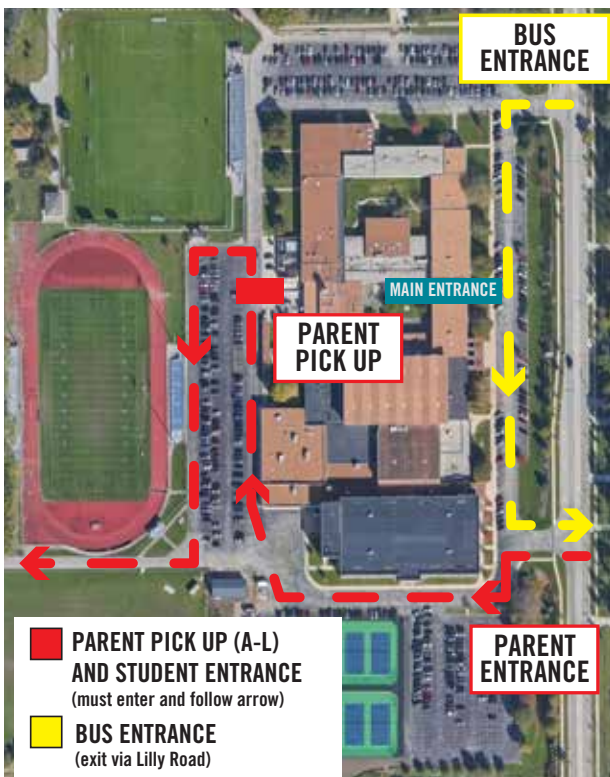 BUS
ENTRANCE
MAIN ENTRANCE
PARENT
PICK UP
PARENT
ENTRANCE
PARENT PICK UP (A-L)
AND STUDENT ENTRANCE
(must enter and follow arrow)
BUS ENTRANCE
(exit via Lilly Road)